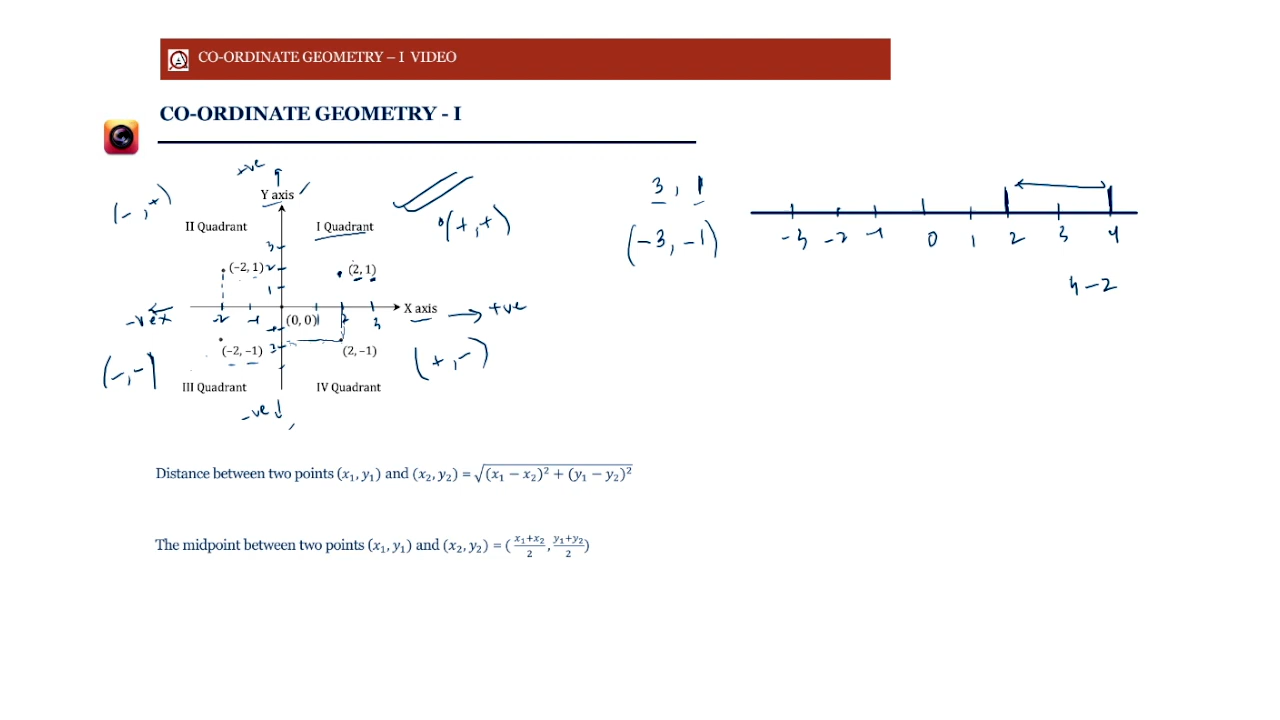 CO-ORDINATE GEOMETRY – I VIDEO
CO-ORDINATE GEOMETRY - I
+ve
Y axis
(-,+)
II Quadrant
I Quadrant
(+,+)
3
(−2, 1)
2
(2, 1)
1
-ve
-2 -1
(0, 0)
1 2 3
X axis
+ve
(−2, −1)
3
(2, −1)
(-,-)
(+,-)
III Quadrant
IV Quadrant
-ve
3, 1
(-3, -1)
-3 -2 -1 0 1 2 3 4
4-2
Distance between two points (x₁, y₁) and (x₂, y₂) = √(x₁ − x₂)² + (y₁ − y₂)²
The midpoint between two points (x₁, y₁) and (x₂, y₂) = ( x₁+x₂/2 , y₁+y₂/2 )